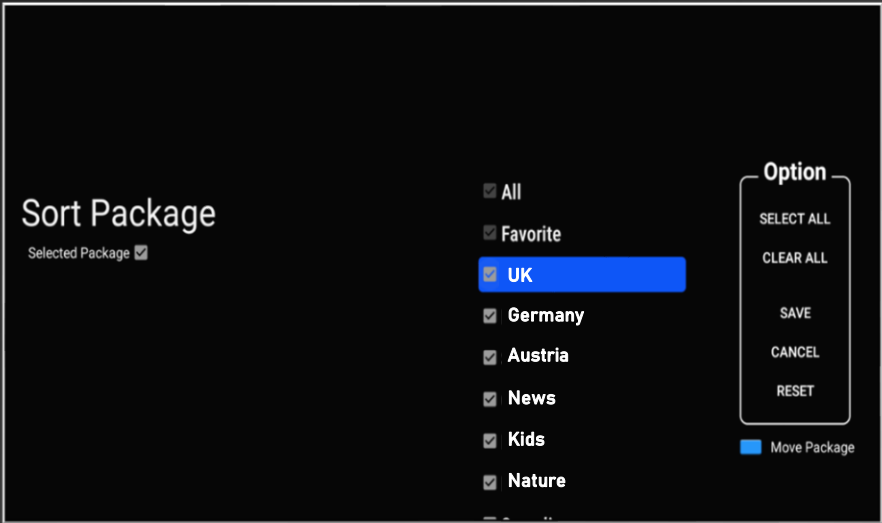 Sort Package
Selected Package
All
Favorite
UK
Germany
Austria
News
Kids
Nature
Option
SELECT ALL
CLEAR ALL
SAVE
CANCEL
RESET
Move Package